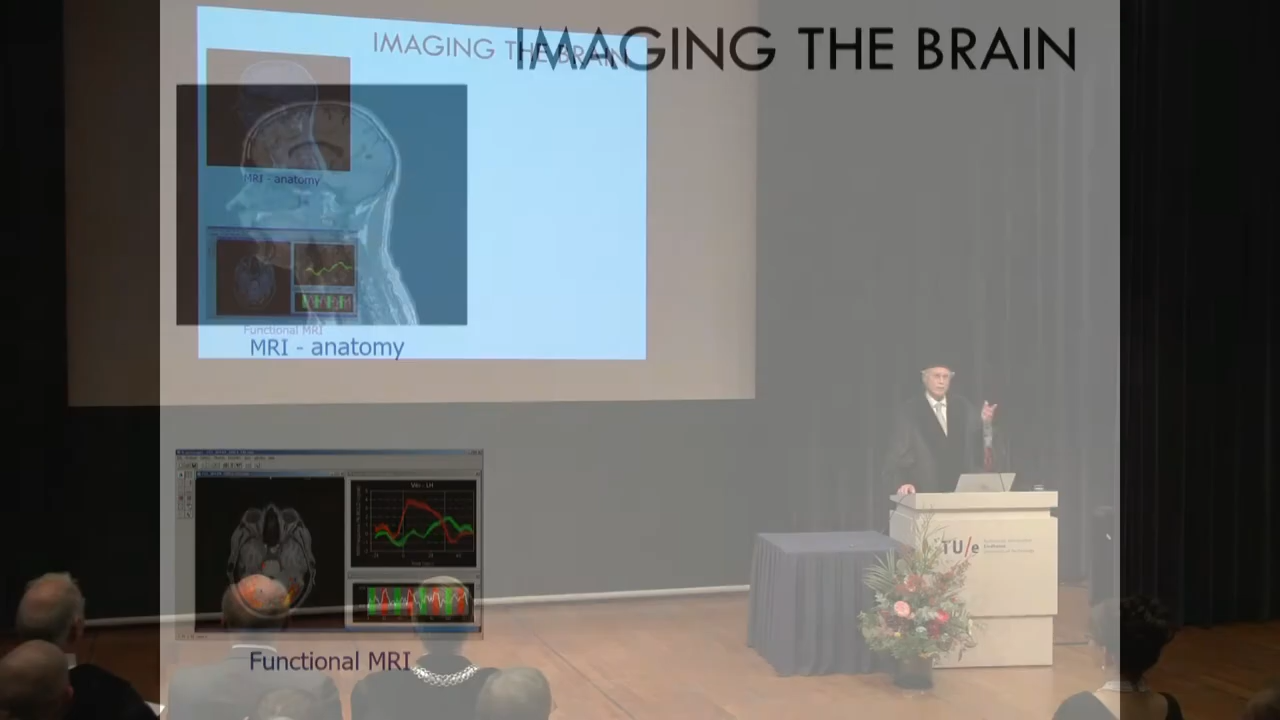 IMAGING THE BRAIN
IMAGING THE BRAIN
MRI - anatomy
Functional MRI
MRI - anatomy
Functional MRI
TU/e